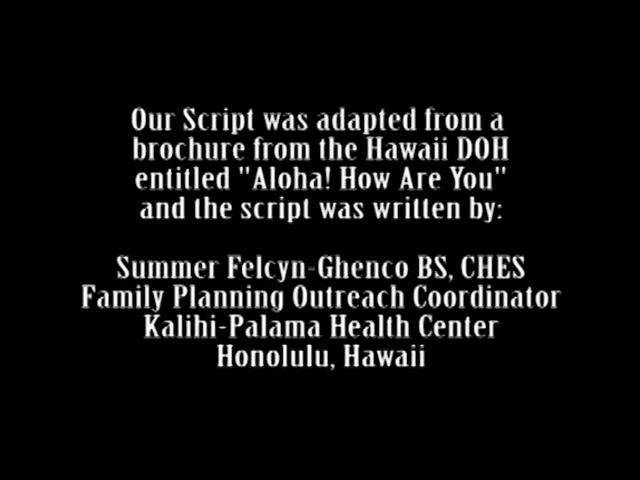 Our Script was adapted from a
brochure from the Hawaii DOH
entitled "Aloha! How Are You"
and the script was written by:
Summer Felcyn-Ghenco BS, CHES
Family Planning Outreach Coordinator
Kalihi-Palama Health Center
Honolulu, Hawaii